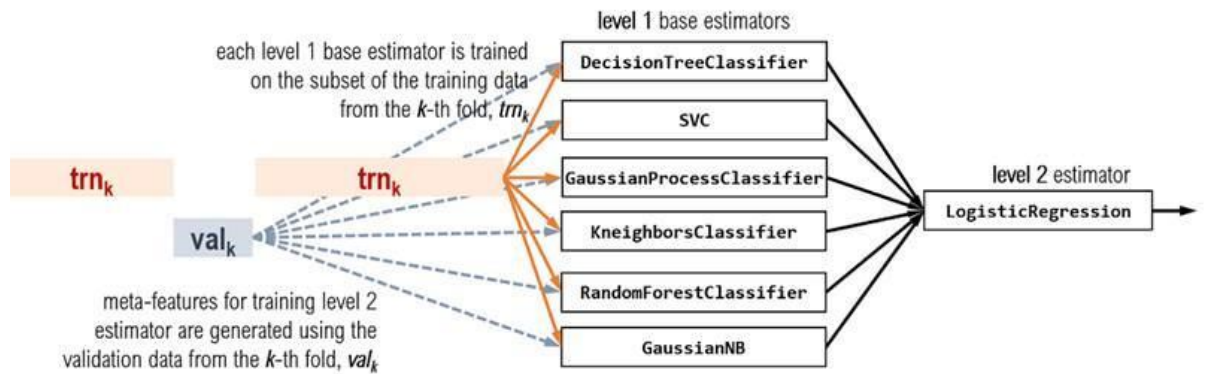 level 1 base estimators
each level 1 base estimator is trained
on the subset of the training data
from the k-th fold, trnk
DecisionTreeClassifier
SVC
trnk
trnk
GaussianProcessClassifier
level 2 estimator
LogisticRegression
valk
KneighborsClassifier
RandomForestClassifier
meta-features for training level 2
estimator are generated using the
validation data from the k-th fold, valk
GaussianNB